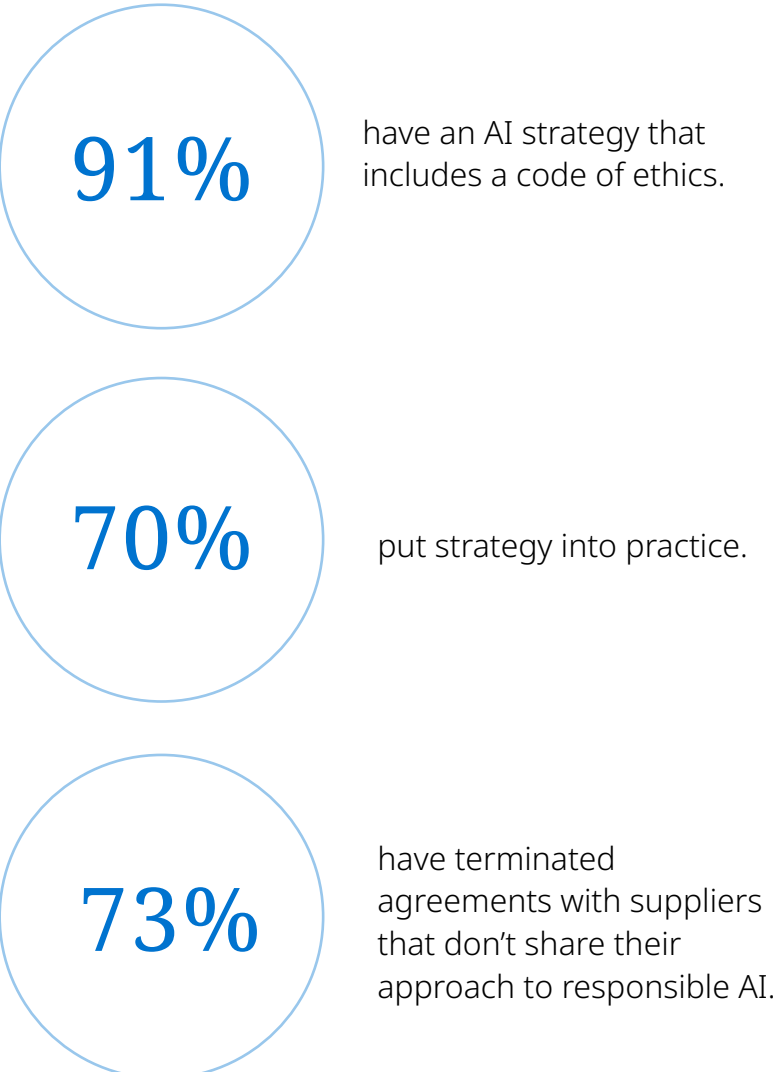 91%
have an AI strategy that
includes a code of ethics.
70%
put strategy into practice.
73%
have terminated
agreements with suppliers
that don’t share their
approach to responsible AI.